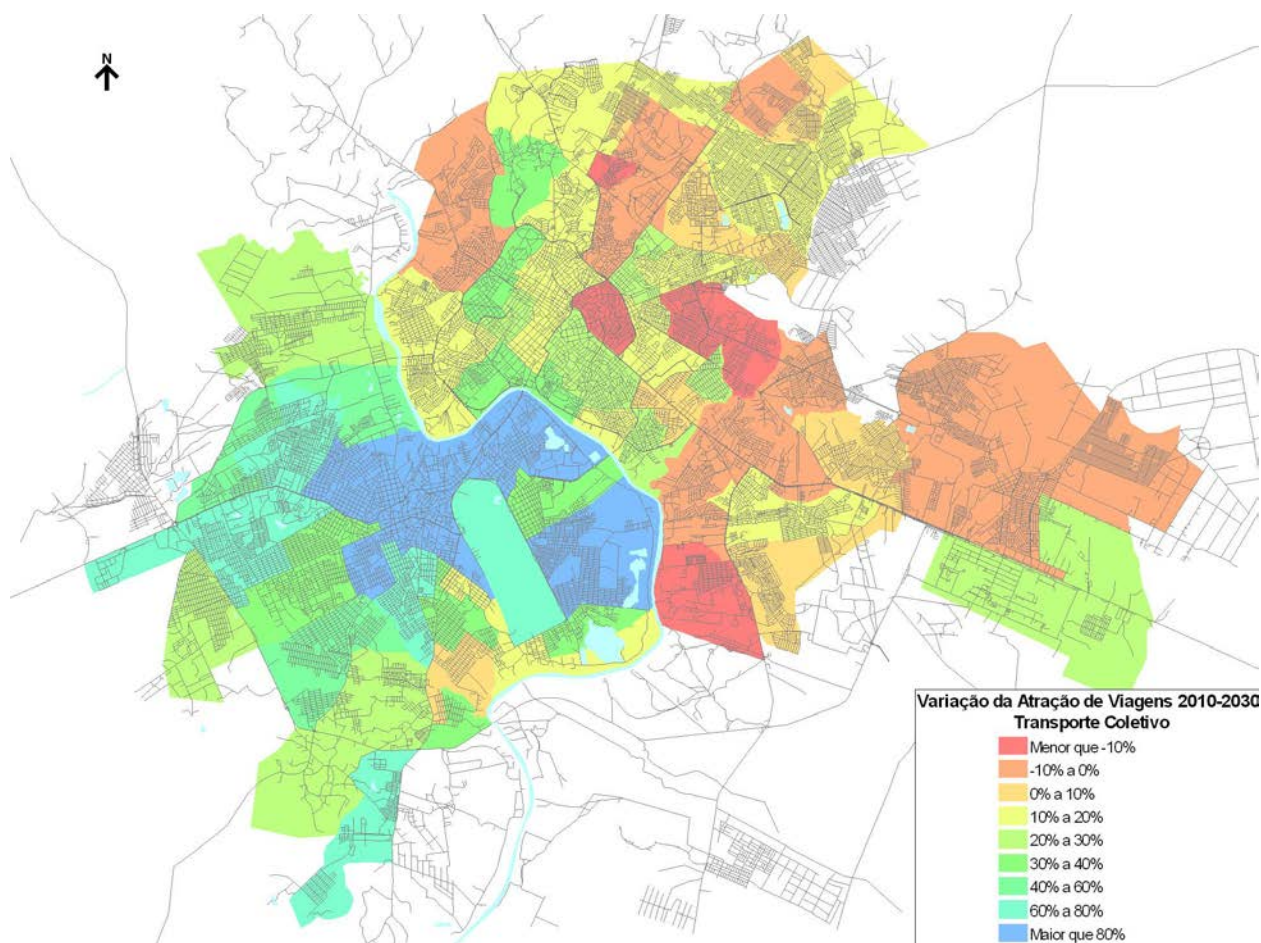 N
Variação da Atração de Viagens 2010-2030
Transporte Coletivo
Menor que -10%
-10% a 0%
0% a 10%
10% a 20%
20% a 30%
30% a 40%
40% a 60%
60% a 80%
Maior que 80%